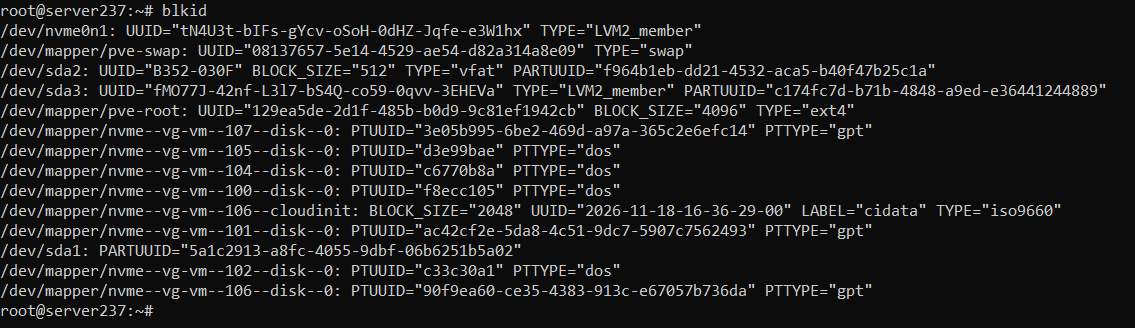 root@server237:~# blkid
/dev/nvme0n1: UUID="tN4U3t-bIFs-gYcv-oSoH-0dHZ-Jqfe-e3W1hx" TYPE="LVM2_member"
/dev/mapper/pve-swap: UUID="08137657-5e14-4529-ae54-d82a314a8e09" TYPE="swap"
/dev/sda2: UUID="B352-030F" BLOCK_SIZE="512" TYPE="vfat" PARTUUID="f964b1eb-dd21-4532-aca5-b40f47b25c1a"
/dev/sda3: UUID="fMO77J-42nf-L3l7-bS4Q-co59-0qvv-3EHEVa" TYPE="LVM2_member" PARTUUID="c174fc7d-b71b-4848-a9ed-e36441244889"
/dev/mapper/pve-root: UUID="129ea5de-2d1f-485b-b0d9-9c81ef1942cb" BLOCK_SIZE="4096" TYPE="ext4"
/dev/mapper/nvme--vg-vm--107--disk--0: PTUUID="3e05b995-6be2-469d-a97a-365c2e6efc14" PTTYPE="gpt"
/dev/mapper/nvme--vg-vm--105--disk--0: PTUUID="d3e99bae" PTTYPE="dos"
/dev/mapper/nvme--vg-vm--104--disk--0: PTUUID="c6770b8a" PTTYPE="dos"
/dev/mapper/nvme--vg-vm--100--disk--0: PTUUID="f8ecc105" PTTYPE="dos"
/dev/mapper/nvme--vg-vm--106--cloudinit: BLOCK_SIZE="2048" UUID="2026-11-18-16-36-29-00" LABEL="cidata" TYPE="iso9660"
/dev/mapper/nvme--vg-vm--101--disk--0: PTUUID="ac42cf2e-5da8-4c51-9dc7-5907c7562493" PTTYPE="gpt"
/dev/sda1: PARTUUID="5a1c2913-a8fc-4055-9dbf-06b6251b5a02"
/dev/mapper/nvme--vg-vm--102--disk--0: PTUUID="c33c30a1" PTTYPE="dos"
/dev/mapper/nvme--vg-vm--106--disk--0: PTUUID="90f9ea60-ce35-4383-913c-e67057b736da" PTTYPE="gpt"
root@server237:~#